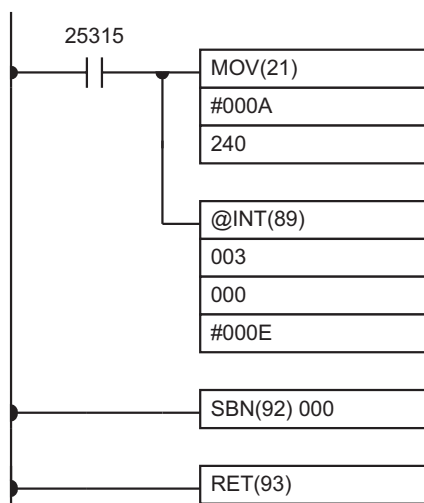 25315
MOV(21)
#000A
240
@INT(89)
003
000
#000E
SBN(92) 000
RET(93)